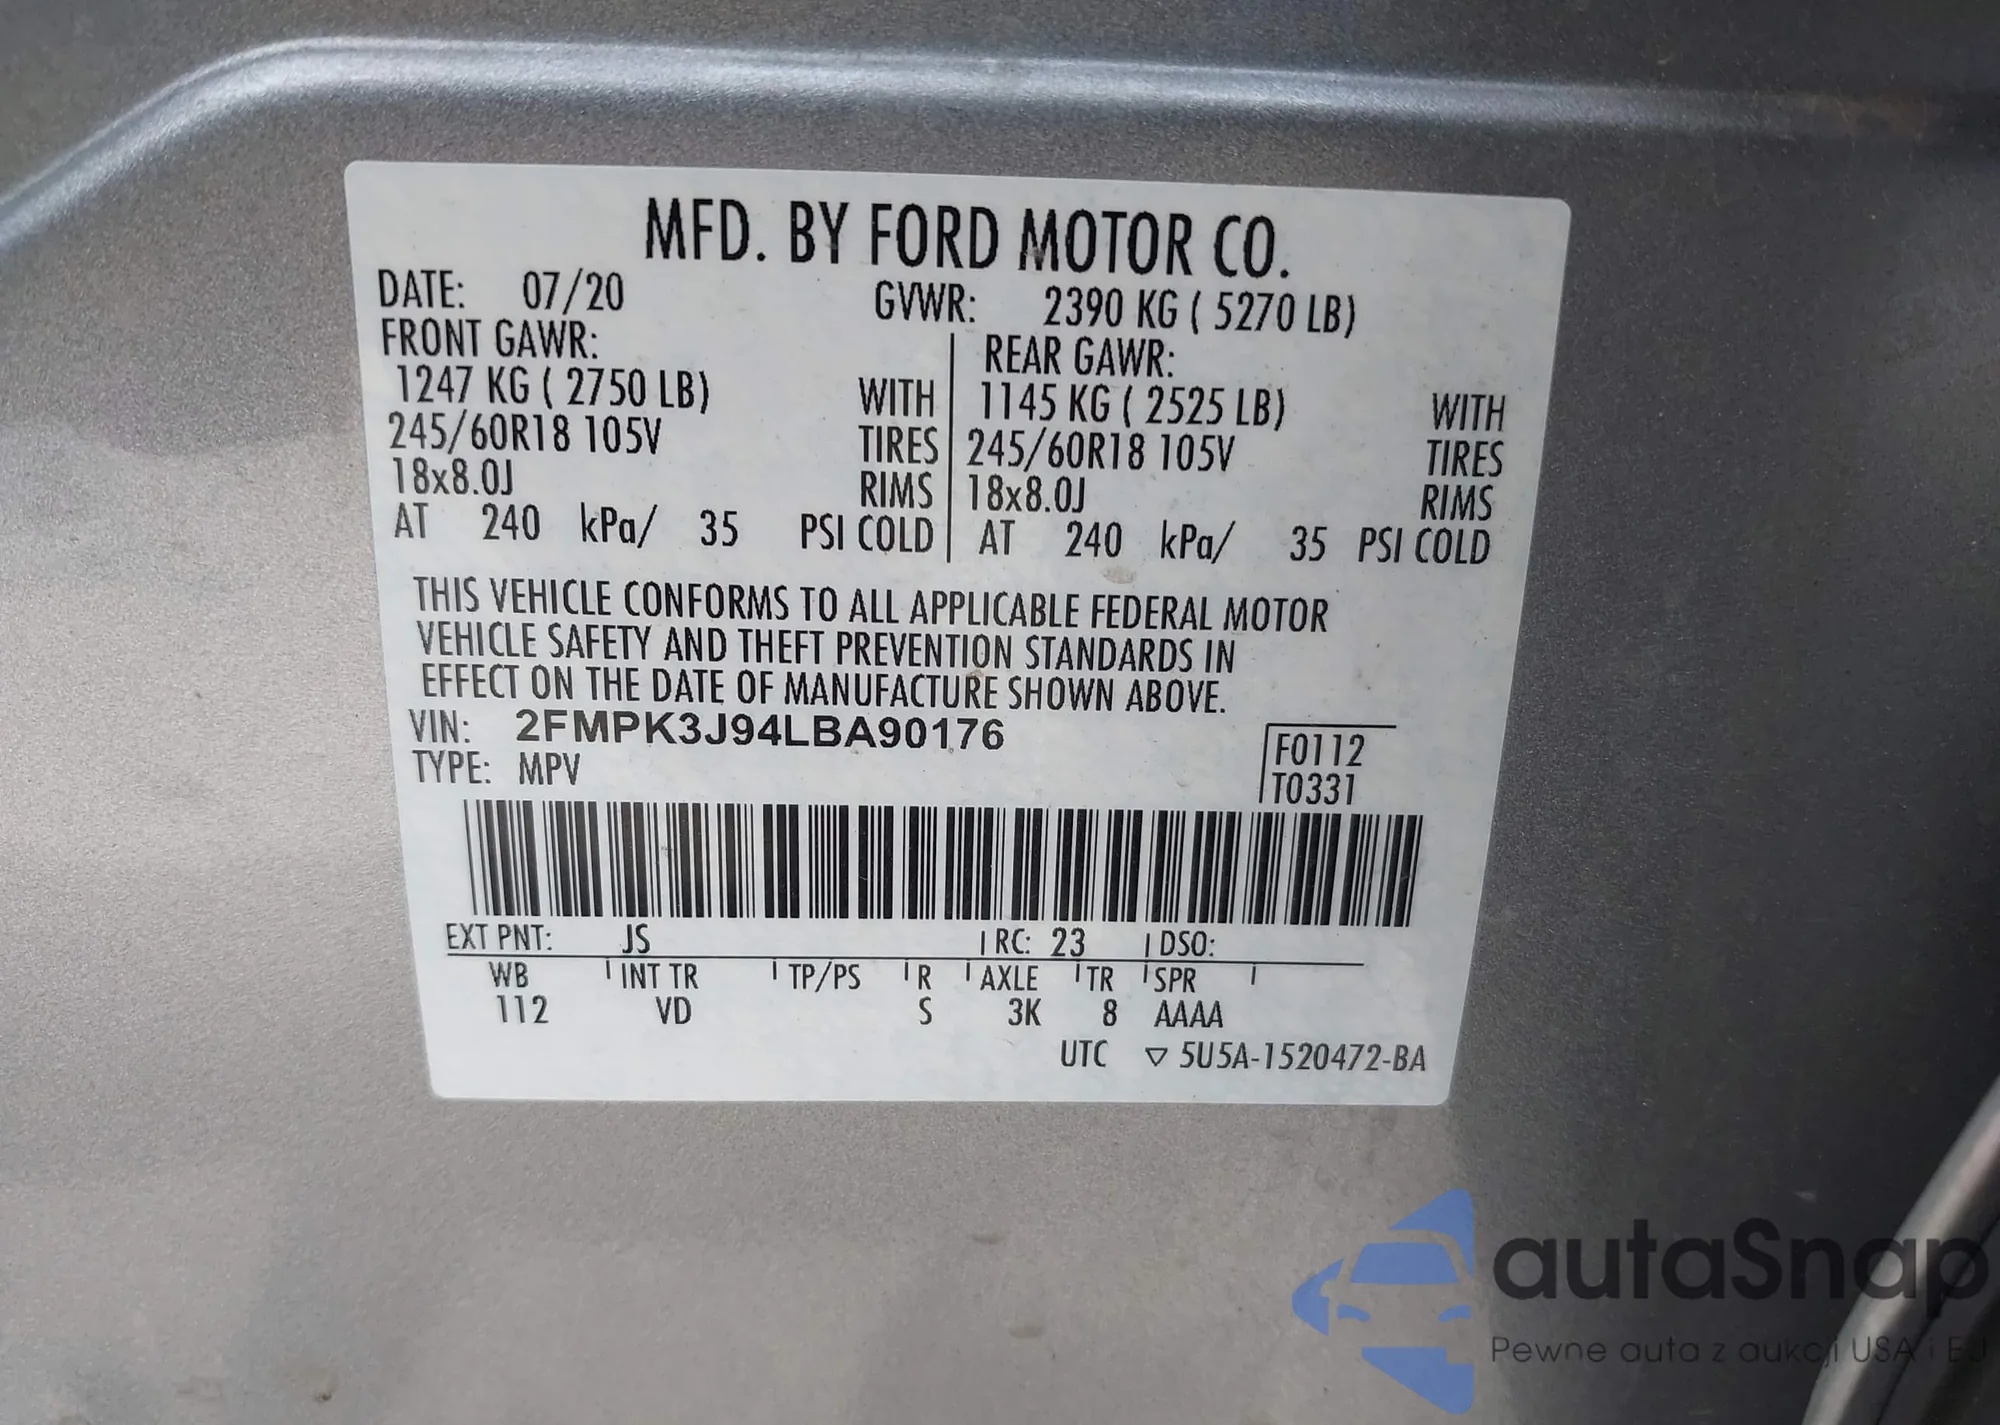 MFD. BY FORD MOTOR CO.
DATE: 07/20 GVWR: 2390 KG ( 5270 LB)
FRONT GAWR: REAR GAWR:
1247 KG ( 2750 LB) WITH 1145 KG ( 2525 LB) WITH
245/60R18 105V TIRES 245/60R18 105V TIRES
18x8.0J RIMS 18x8.0J RIMS
AT 240 kPa/ 35 PSI COLD AT 240 kPa/ 35 PSI COLD
THIS VEHICLE CONFORMS TO ALL APPLICABLE FEDERAL MOTOR
VEHICLE SAFETY AND THEFT PREVENTION STANDARDS IN
EFFECT ON THE DATE OF MANUFACTURE SHOWN ABOVE.
VIN: 2FMPK3J94LBA90176 F0112
TYPE: MPV T0331
EXT PNT: JS RC: 23 DSO:
WB INT TR TP/PS R AXLE TR SPR
112 VD S 3K 8 AAAA
UTC ▽ 5U5A-1520472-BA
autaSnap
Pewne auta z aukcji USA i EU